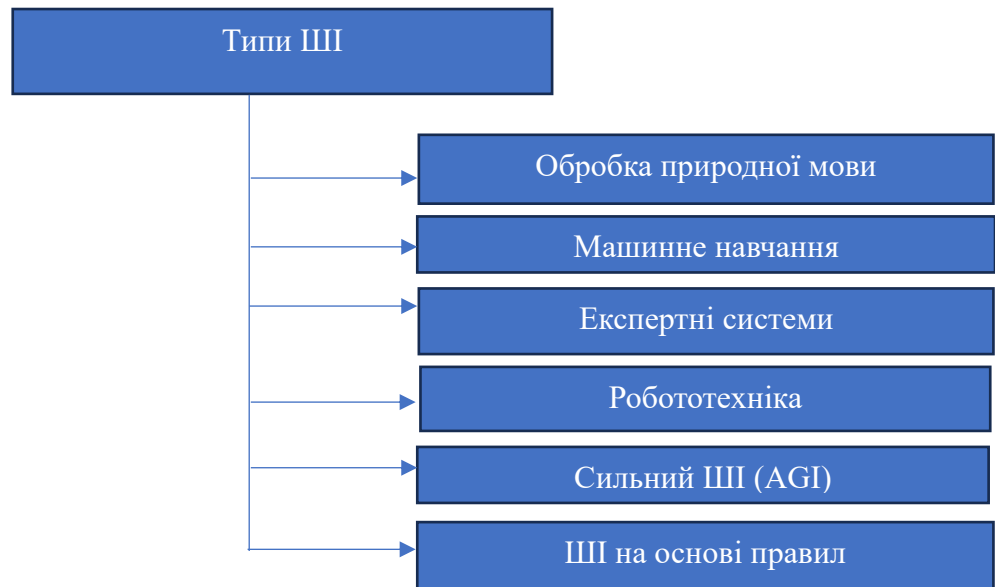 Типи ШІ
Обробка природної мови
Машинне навчання
Експертні системи
Робототехніка
Сильний ШІ (AGI)
ШІ на основі правил